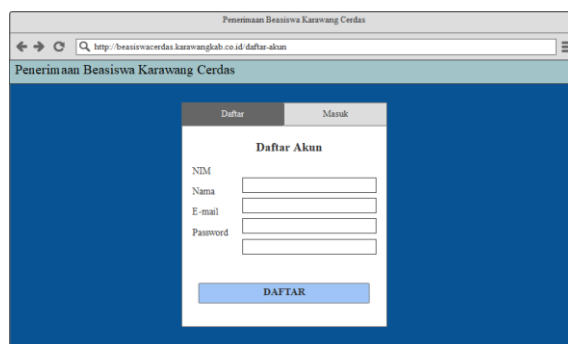 Penerimaan Beasiswa Karawang Cerdas
http://beasiswacerdas.karawangkab.co.id/daftar-akun
Penerimaan Beasiswa Karawang Cerdas
Daftar Masuk
Daftar Akun
NIM
Nama
E-mail
Password
DAFTAR